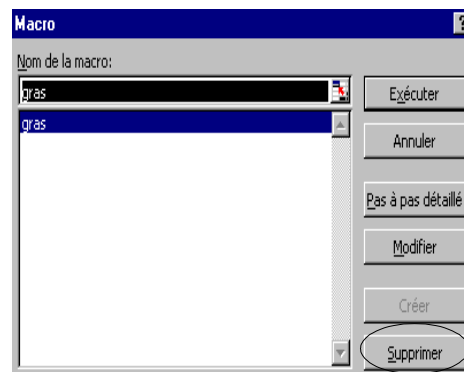 Macro
?
Nom de la macro:
gras
gras
Exécuter
Annuler
Pas à pas détaillé
Modifier
Créer
Supprimer